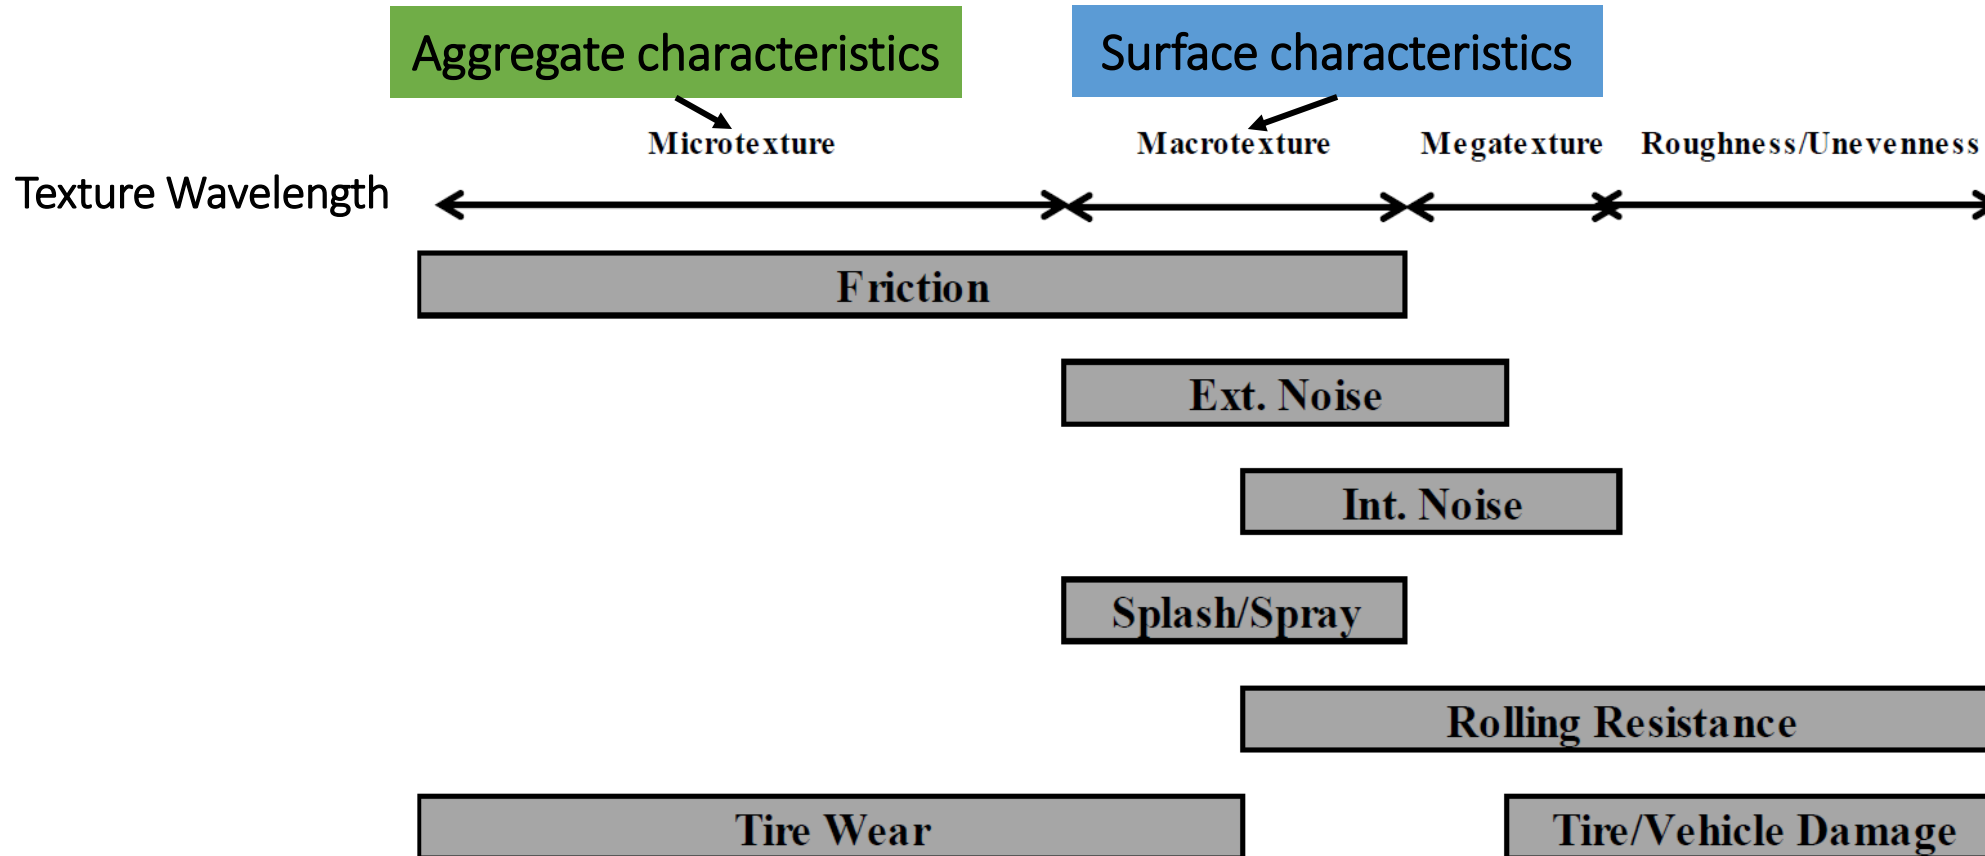 Aggregate characteristics
Surface characteristics
Microtexture
Macrotexture
Megatexture
Roughness/Unevenness
Texture Wavelength
Friction
Ext. Noise
Int. Noise
Splash/Spray
Rolling Resistance
Tire Wear
Tire/Vehicle Damage